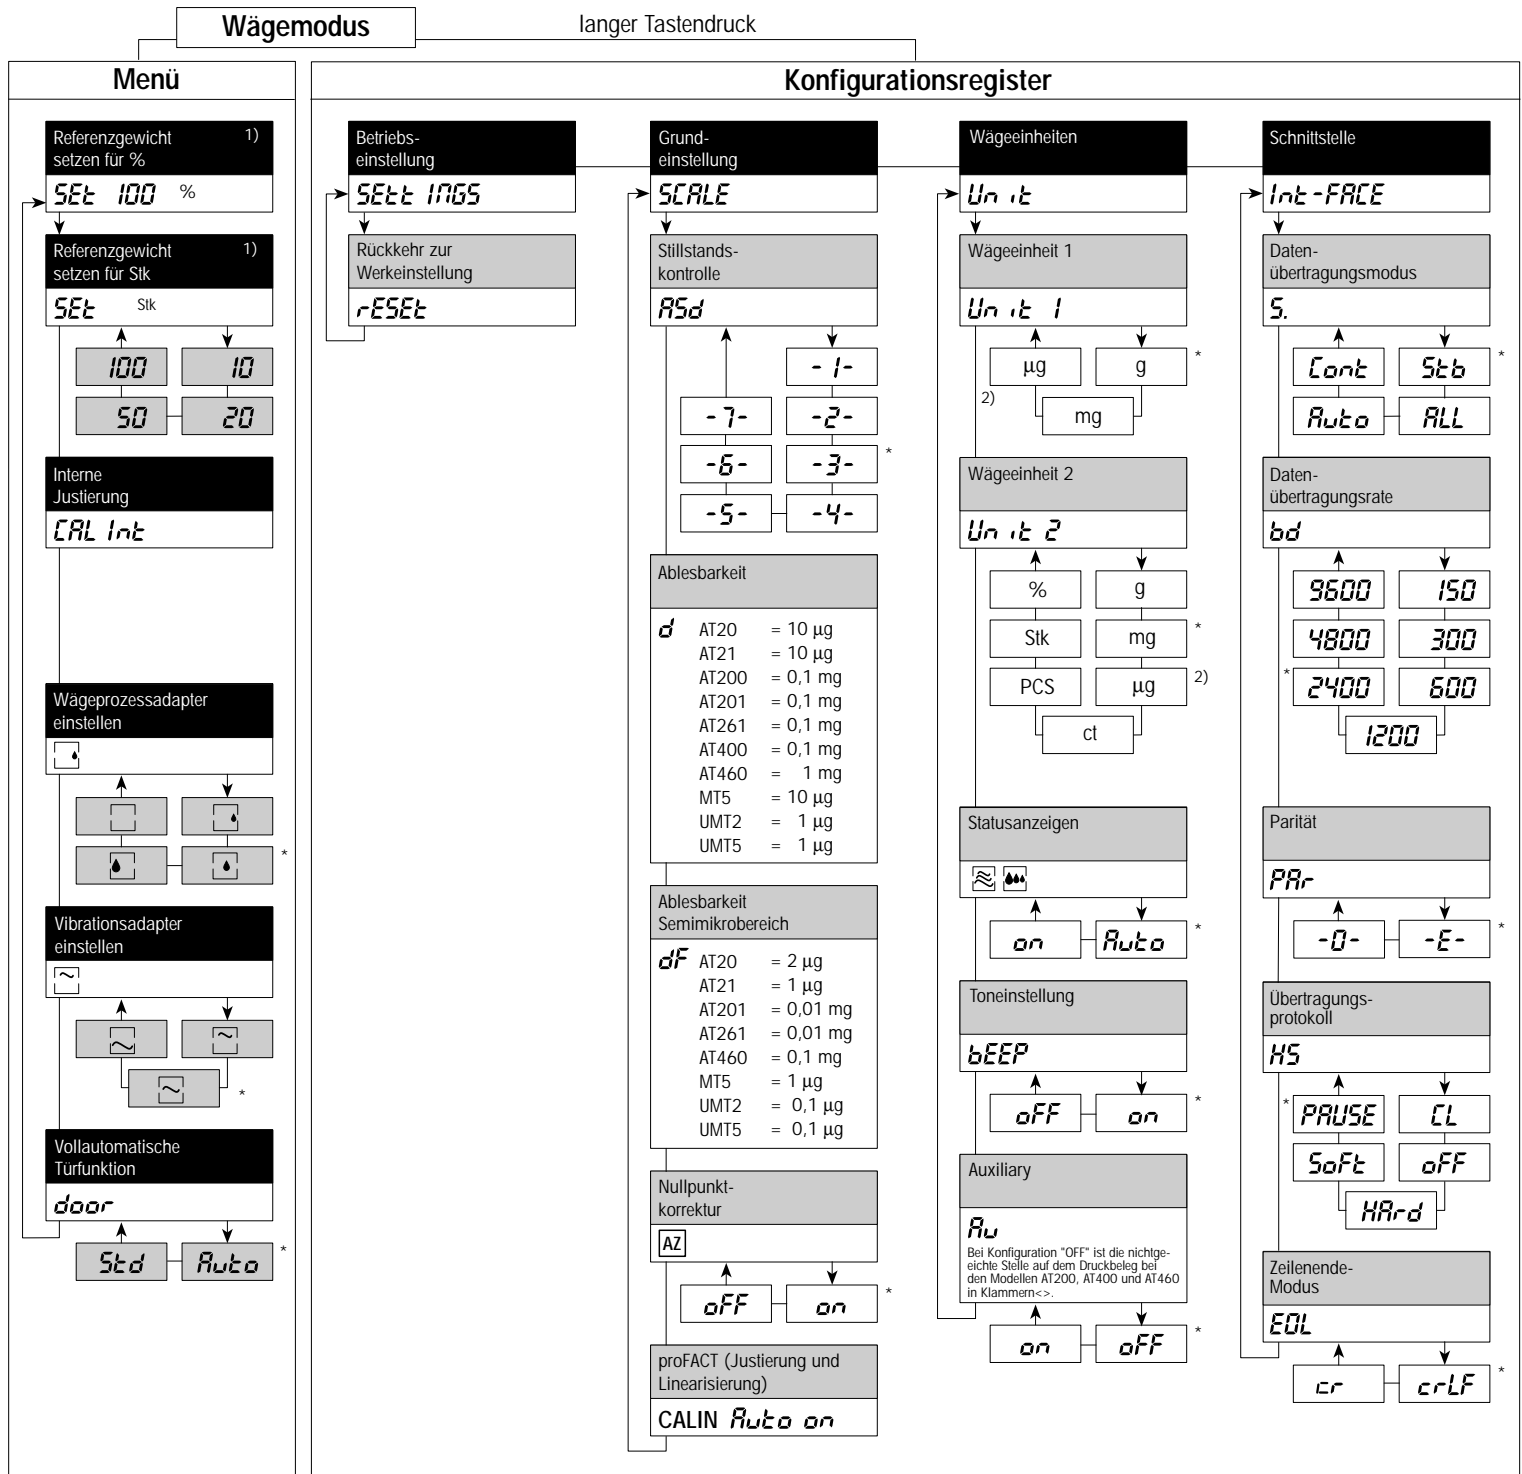 Wägemodus
langer Tastendruck
Menü
Konfigurationsregister
Referenzgewicht 1)
setzen für %
SEt 100 %
Referenzgewicht 1)
setzen für Stk
SEt Stk
100 10
50 20
Interne
Justierung
CAL Int
Wägeprozessadapter
einstellen
*
Vibrationsadapter
einstellen
*
Vollautomatische
Türfunktion
door
Std Auto *
Betriebs-
einstellung
SEtt INGS
Rückkehr zur
Werkeinstellung
rESEt
Grund-
einstellung
SCALE
Stillstands-
kontrolle
ASd
-1-
-7- -2-
-6- -3- *
-5- -4-
Ablesbarkeit
d AT20 = 10 µg
AT21 = 10 µg
AT200 = 0,1 mg
AT201 = 0,1 mg
AT261 = 0,1 mg
AT400 = 0,1 mg
AT460 = 1 mg
MT5 = 10 µg
UMT2 = 1 µg
UMT5 = 1 µg
Ablesbarkeit
Semimikrobereich
dF AT20 = 2 µg
AT21 = 1 µg
AT201 = 0,01 mg
AT261 = 0,01 mg
AT460 = 0,1 mg
MT5 = 1 µg
UMT2 = 0,1 µg
UMT5 = 0,1 µg
Nullpunkt-
korrektur
AZ
oFF on *
proFACT (Justierung und
Linearisierung)
CALIN Auto on
Wägeeinheiten
Un it
Wägeeinheit 1
Un it 1
µg g *
2) mg
Wägeeinheit 2
Un it 2
% g
Stk mg *
PCS µg 2)
ct
Statusanzeigen
on Auto *
Toneinstellung
bEEP
oFF on *
Auxiliary
Au
Bei Konfiguration "OFF" ist die nichtge-
eichte Stelle auf dem Druckbeleg bei
den Modellen AT200, AT400 und AT460
in Klammern<>.
on oFF *
Schnittstelle
Int-FACE
Daten-
übertragungsmodus
S.
Cont Stb *
Auto ALL
Daten-
übertragungsrate
bd
9600 150
4800 300
* 2400 600
1200
Parität
PAr
-O- -E- *
Übertragungs-
protokoll
HS
* PAUSE CL
SoFt oFF
HArd
Zeilenende-
Modus
EOL
cr crLF *